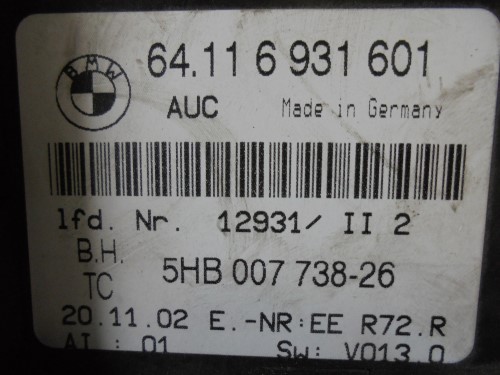 BMW
64.11 6 931 601
AUC Made in Germany
lfd. Nr. 12931/ II 2
B.H.
TC 5HB 007 738-26
20.11.02 E.-NR:EE R72.R
AI : 01 Sw: V013.0